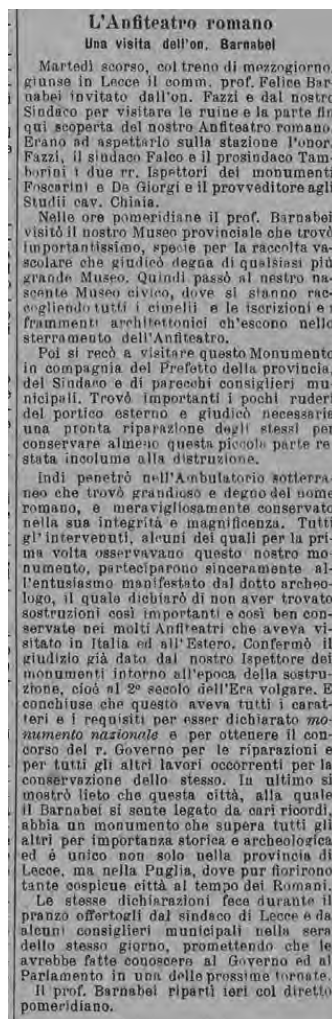 L'Anfiteatro romano
Una visita dell'on. Barnabei
Martedì scorso, col treno di mezzogiorno
giunse in Lecce il comm. prof. Felice Bar-
nabei invitato dall'on. Fazzi e dal nostro
Sindaco per visitare le ruine e la parte fin
qui scoperta del nostro Anfiteatro romano.
Erano ad aspettarlo sulla stazione l'onor.
Fazzi, il sindaco Falco e il prosindaco Tam-
borini i due rr. Ispettori dei monumenti
Foscarini e De Giorgi e il provveditore agli
Studii cav. Chiaia.
Nelle ore pomeridiane il prof. Barnabei
visitò il nostro Museo provinciale che trovò
importantissimo, specie per la raccolta va-
scolare che giudicò degna di qualsiasi più
grande Museo. Quindi passò al nostro na-
scente Museo civico, dove si stanno rac-
cogliendo tutti i cimelii e le iscrizioni e i
frammenti architettonici ch'escono nello
sterramento dell'Anfiteatro.
Poi si recò a visitare questo Monumento
in compagnia del Prefetto della provincia,
del Sindaco e di parecchi consiglieri mu
nicipali. Trovò importanti i pochi ruderi
del portico esterno e giudicò necessaria
una pronta riparazione degli stessi per
conservare almeno questa piccola parte re
stata incolume alla distruzione.
Indi penetrò nell'Ambulatorio sotterra-
neo che trovò grandioso e degno del nome
romano, e meravigliosamente conservato
nella sua integrità e magnificenza. Tutti
gl'intervenuti, alcuni dei quali per la pri-
ma volta osservavano questo nostro mo-
numento, parteciparono sinceramente al-
l'entusiasmo manifestato dal dotto archeo-
logo, il quale dichiarò di non aver trovato
sostruzioni così importanti e così ben con-
servate nei molti Anfiteatri che aveva vi-
sitato in Italia ed all'Estero. Confermò il
giudizio già dato dal nostro Ispettore dei
monumenti intorno all'epoca della sostru-
zione, cioè al 2º secolo dell'Era volgare. E
conchiuse che questo aveva tutti i carat-
teri e i requisiti per esser dichiarato mo-
numento nazionale e per ottenere il con-
corso del r. Governo per le riparazioni e
per tutti gli altri lavori occorrenti per la
conservazione dello stesso. In ultimo si
mostrò lieto che questa città, alla quale
il Barnabei si sente legato da cari ricordi,
abbia un monumento che supera tutti gli
altri per importanza storica e archeologica
ed è unico non solo nella provincia di
Lecce, ma nella Puglia, dove pur fiorirono
tante cospicue città al tempo dei Romani.
Le stesse dichiarazioni fece durante il
pranzo offertogli dal sindaco di Lecce e da
alcuni consiglieri municipali nella sera
dello stesso giorno, promettendo che le
avrebbe fatte conoscere al Governo ed al
Parlamento in una delle prossime tornate.
Il prof. Barnabei ripartì ieri col diretto
pomeridiano.